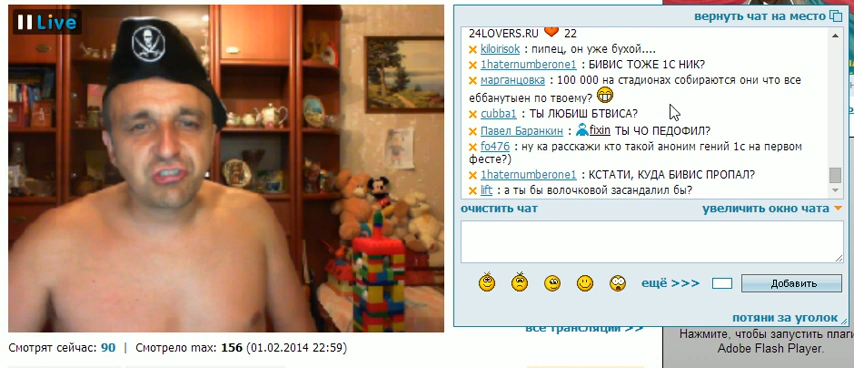 Live
вернуть чат на место
24LOVERS.RU 22
kiloirisok : пипец, он уже бухой....
1haternumberone1 : БИВИС ТОЖЕ 1С НИК?
марганцовка : 100 000 на стадионах собираются они что все
еббанутыен по твоему?
cubba1 : ТЫ ЛЮБИШ БТВИСА?
Павел Баранкин : fixin ТЫ ЧО ПЕДОФИЛ?
fo476 : ну ка расскажи кто такой аноним гений 1с на первом
фесте?)
1haternumberone1 : КСТАТИ, КУДА БИВИС ПРОПАЛ?
lift : а ты бы волочковой засандалил бы?
очистить чат увеличить окно чата
ещё >>> Добавить
потяни за уголок
все трансляции >>
Смотрят сейчас: 90 | Смотрело max: 156 (01.02.2014 22:59)
Нажмите, чтобы запустить плаги
Adobe Flash Player.